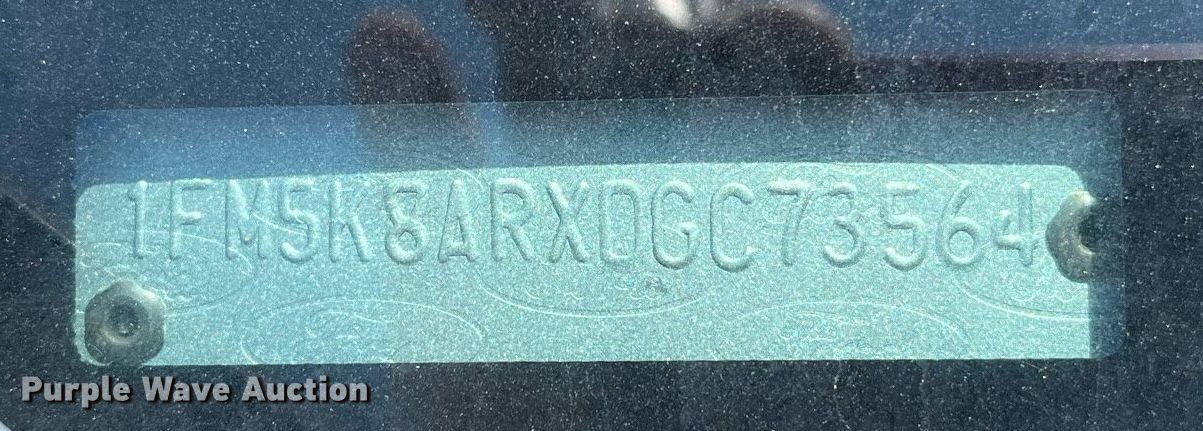 1FM5K8ARXDGC73564
Purple Wave Auction